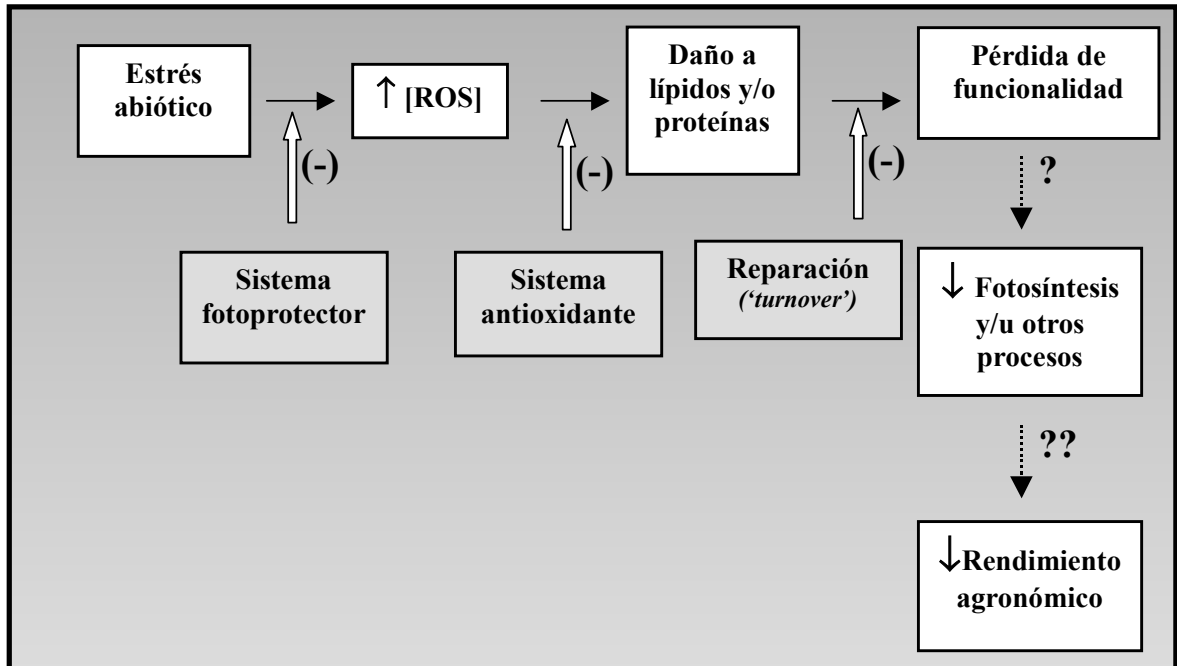 Estrés
abiótico
↑ [ROS]
Daño a
lípidos y/o
proteínas
Pérdida de
funcionalidad
(-)
(-)
(-)
?
Sistema
fotoprotector
Sistema
antioxidante
Reparación
(‘turnover’)
↓ Fotosíntesis
y/u otros
procesos
??
↓Rendimiento
agronómico